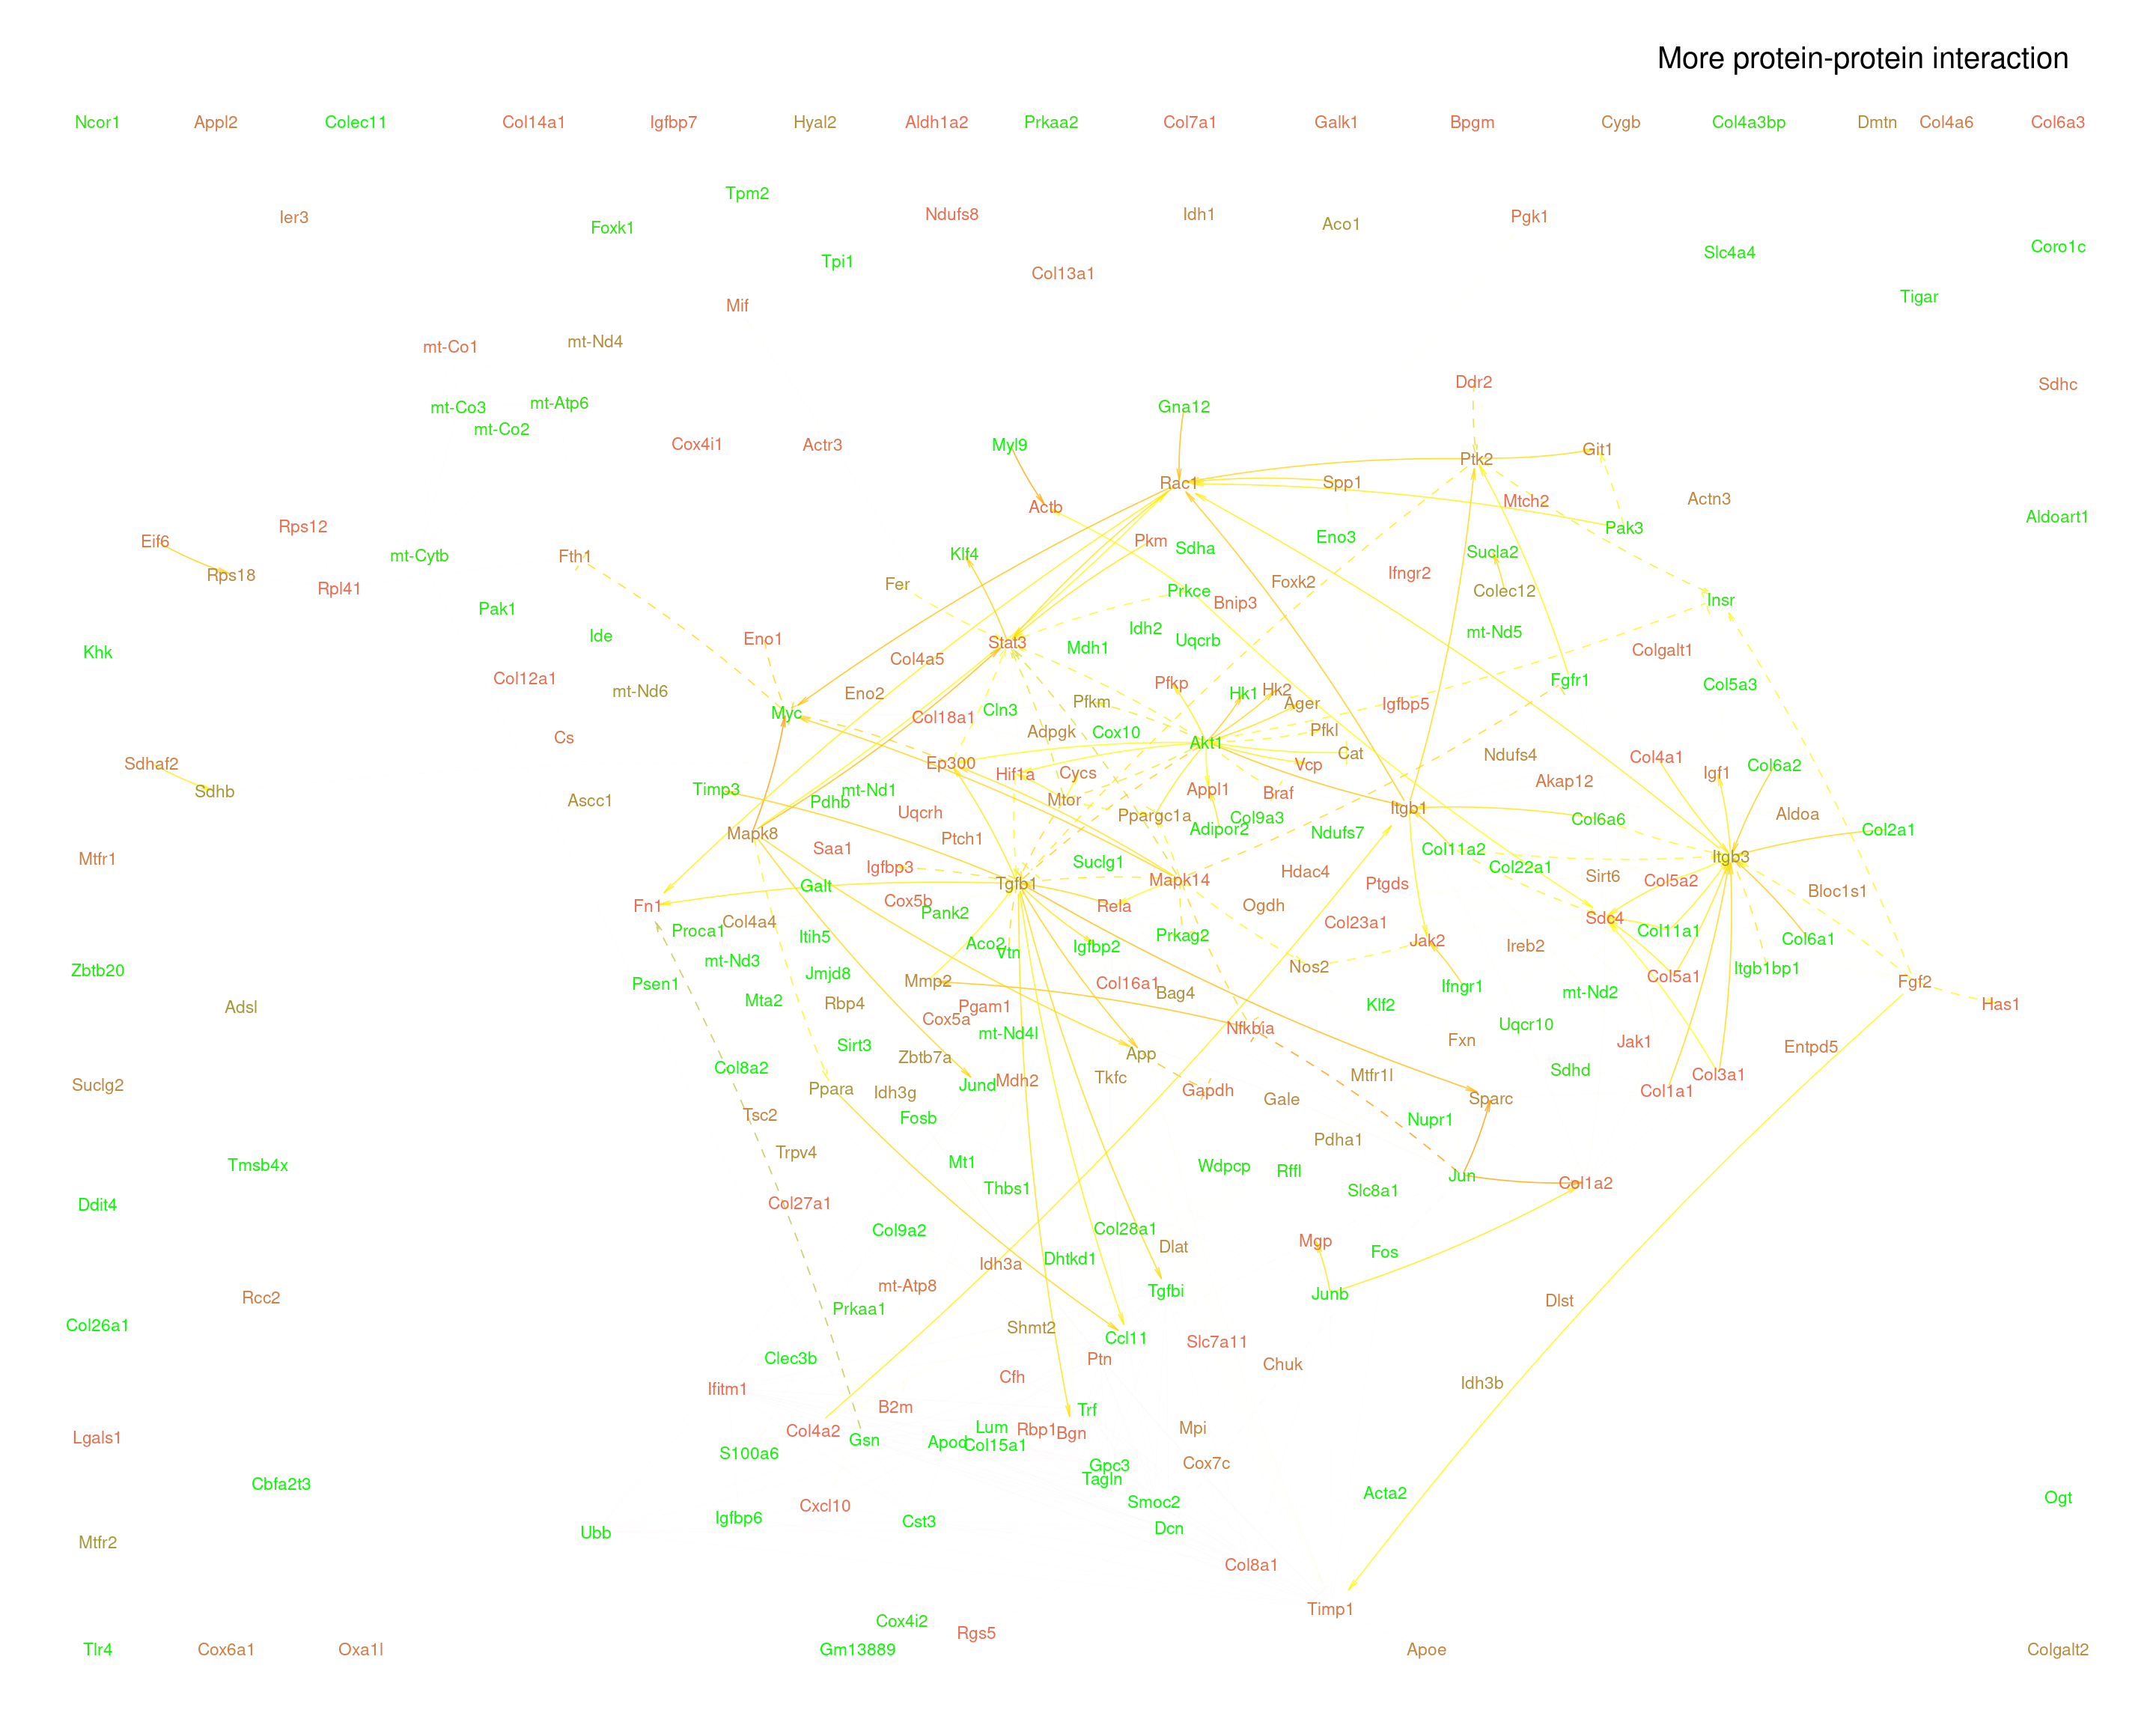 More protein-protein interaction
Ncor1 Appl2 Colec11 Col14a1 Igfbp7 Hyal2 Aldh1a2 Prkaa2 Col7a1 Galk1 Bpgm Cygb Col4a3bp Dmtn Col4a6 Col6a3
Tpm2
Ier3 Foxk1 Ndufs8 Idh1 Aco1 Pgk1
Tpi1 Col13a1 Slc4a4 Coro1c
Mif Tigar
mt-Co1 mt-Nd4
Ddr2 Sdhc
mt-Co3 mt-Atp6 Gna12
mt-Co2 Cox4i1 Actr3 Myl9 Git1
Ptk2
Rac1 Spp1
Actb Mtch2 Actn3
Rps12 Pak3 Aldoart1
Eif6 Pkm Sdha Eno3
mt-Cytb Fth1 Klf4 Sucla2
Rps18 Rpl41 Fer Prkce Foxk2 Ifngr2 Colec12
Pak1 Bnip3 Insr
Ide Eno1 Stat3 Idh2 Uqcrb mt-Nd5
Khk Col4a5 Mdh1 Colgalt1
Col12a1 mt-Nd6 Eno2 Pfkp Hk1 Hk2 Fgfr1 Col5a3
Myc Col18a1 Cln3 Pfkm Ager Igfbp5
Cs Adpgk Cox10 Akt1 Pfkl
Sdhaf2 Ep300 Hif1a Cycs Vcp Cat Ndufs4 Col4a1 Igf1 Col6a2
Sdhb Ascc1 Timp3 Pdhb mt-Nd1 Mtor Appl1 Braf Akap12
Uqcrh Ppargc1a Adipor2 Col9a3 Itgb1 Col6a6 Aldoa
Mapk8 Ptch1 Ndufs7 Col2a1
Mtfr1 Saa1 Igfbp3 Suclg1 Hdac4 Col11a2 Col22a1 Itgb3
Galt Tgfb1 Mapk14 Ptgds Sirt6 Col5a2 Bloc1s1
Fn1 Col4a4 Cox5b Pank2 Rela Ogdh Col23a1 Sdc4
Proca1 Itih5 Aco2 Vtn Igfbp2 Prkag2 Jak2 Ireb2 Col11a1 Col6a1
Zbtb20 mt-Nd3 Jmjd8 Nos2 Itgb1bp1
Psen1 Mmp2 Col16a1 Ifngr1 Col5a1 Fgf2
Adsl Mta2 Rbp4 Pgam1 Bag4 Klf2 mt-Nd2 Has1
Cox5a mt-Nd4l Nfkbia Uqcr10
Sirt3 Zbtb7a App Fxn Jak1 Entpd5
Col8a2 Mdh2 Tkfc Mtfr1l Sdhd Col3a1
Suclg2 Ppara Idh3g Jund Gapdh Gale Sparc Col1a1
Tsc2 Fosb Nupr1
Trpv4 Pdha1
Tmsb4x Mt1 Wdpcp Rffl Jun
Ddit4 Col27a1 Thbs1 Slc8a1 Col1a2
Col9a2 Col28a1 Mgp
Idh3a Dhtkd1 Dlat Fos
Rcc2 mt-Atp8 Tgfbi Junb Dlst
Col26a1 Prkaa1 Shmt2 Ccl11 Slc7a11
Clec3b Ptn Chuk
Ifitm1 Cfh Idh3b
Lgals1 Col4a2 B2m Lum Rbp1 Bgn Trf Mpi
S100a6 Gsn Apod Col15a1
Cbfa2t3 Gpc3 Cox7c
Tagln Acta2 Ogt
Igfbp6 Cxcl10 Smoc2
Mtfr2 Ubb Cst3 Dcn
Col8a1
Cox4i2 Timp1
Rgs5
Tlr4 Cox6a1 Oxa1l Gm13889 Apoe Colgalt2